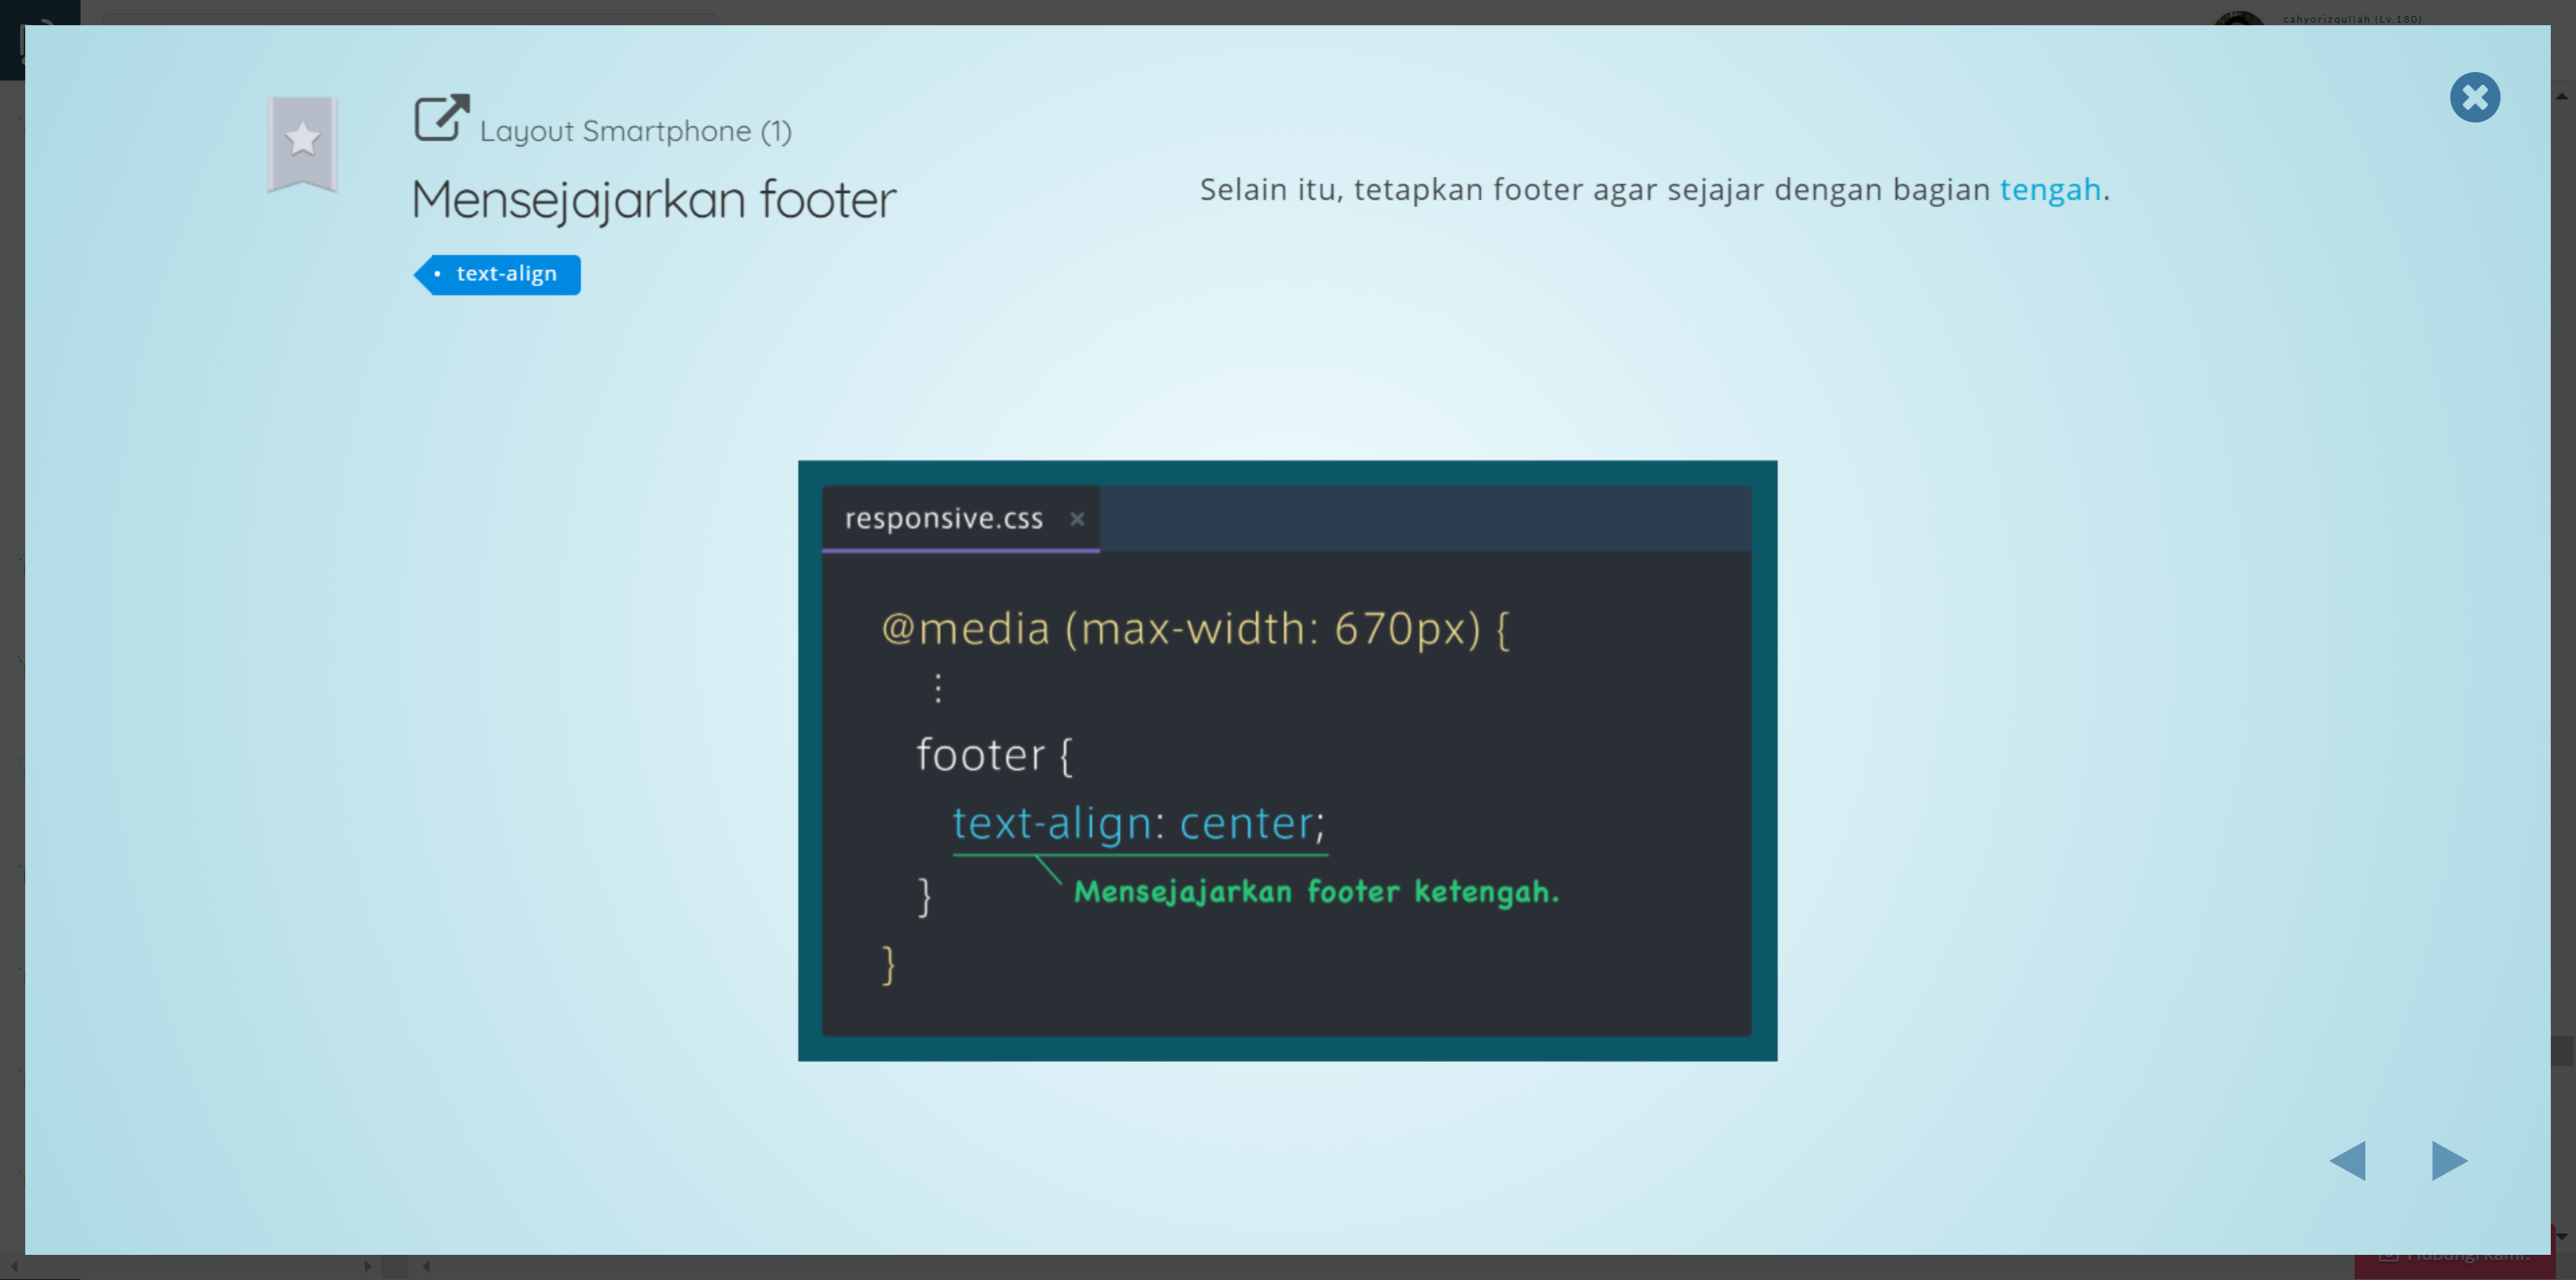 cahyorizqullah (Lv.180)
Layout Smartphone (1)
Mensejajarkan footer
text-align
Selain itu, tetapkan footer agar sejajar dengan bagian tengah.
responsive.css ×
@media (max-width: 670px) {
⋮
footer {
text-align: center;
}
Mensejajarkan footer ketengah.
}
Hubungi kami.